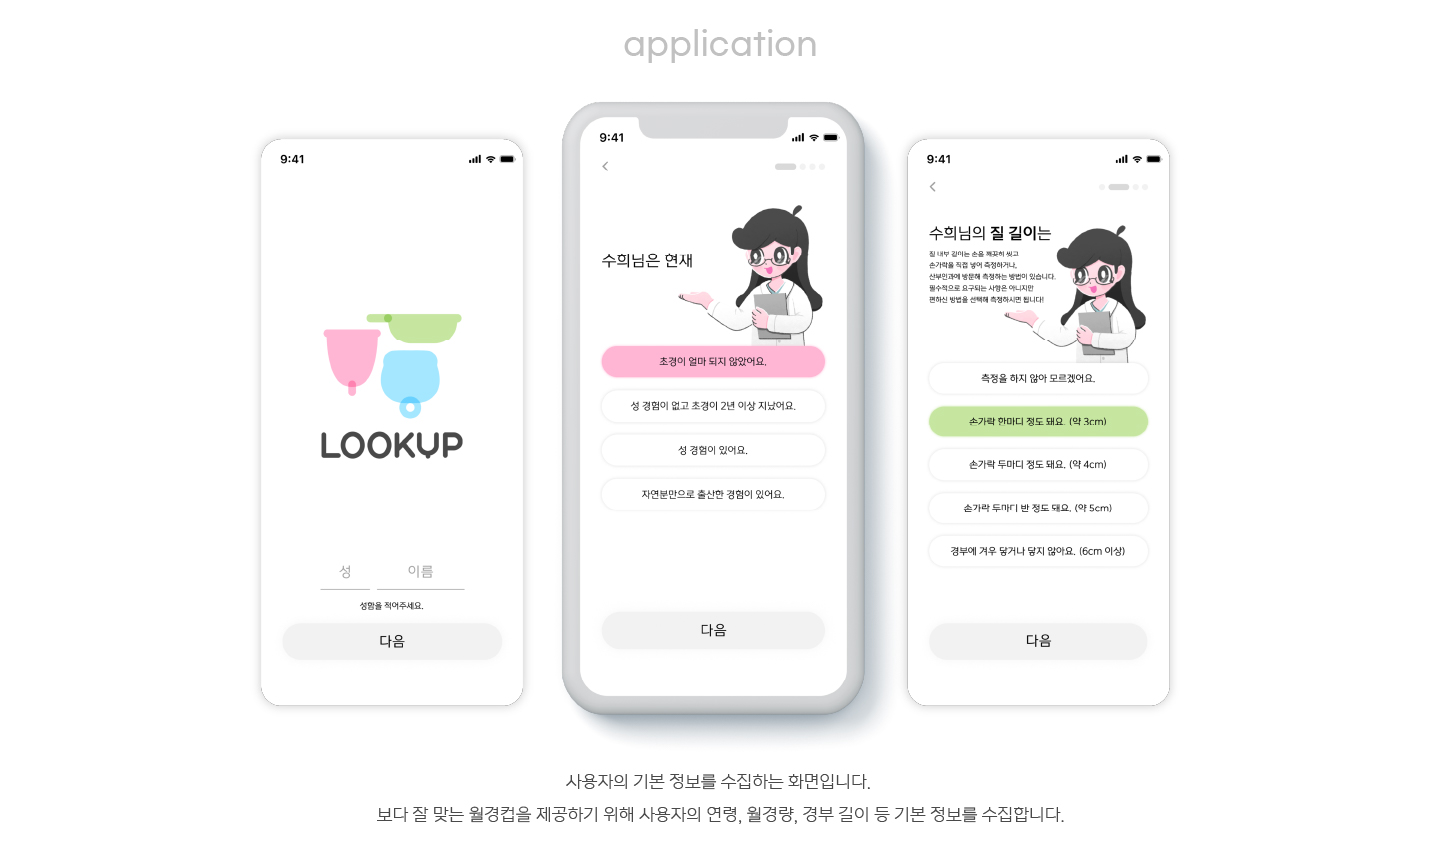 application
9:41
LOOKUP
성 이름
성함을 적어주세요.
다음
9:41
수희님은 현재
초경이 얼마 되지 않았어요.
성 경험이 없고 초경이 2년 이상 지났어요.
성 경험이 있어요.
자연분만으로 출산한 경험이 있어요.
다음
9:41
수희님의 질 길이는
질 내부 길이는 손을 깨끗히 씻고
손가락을 직접 넣어 측정하거나,
산부인과에 방문해 측정하는 방법이 있습니다.
필수적으로 요구되는 사항은 아니지만
편하신 방법을 선택해 측정하시면 됩니다!
측정을 하지 않아 모르겠어요.
손가락 한마디 정도 돼요. (약 3cm)
손가락 두마디 정도 돼요. (약 4cm)
손가락 두마디 반 정도 돼요. (약 5cm)
경부에 겨우 닿거나 닿지 않아요. (6cm 이상)
다음
사용자의 기본 정보를 수집하는 화면입니다.
보다 잘 맞는 월경컵을 제공하기 위해 사용자의 연령, 월경량, 경부 길이 등 기본 정보를 수집합니다.